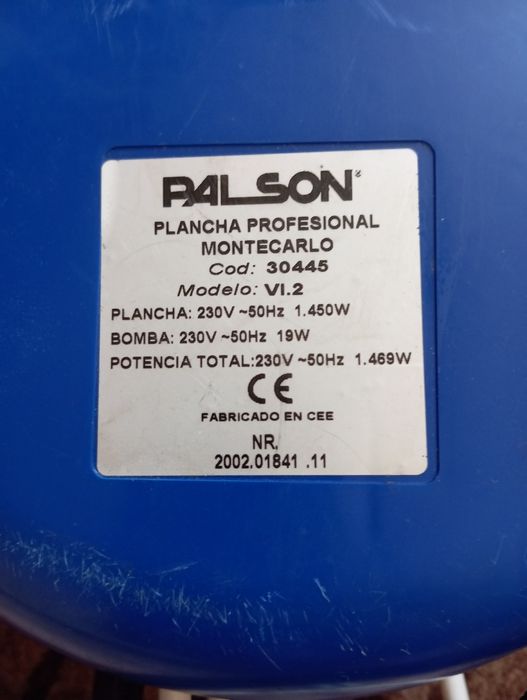 PALSON®
PLANCHA PROFESIONAL
MONTECARLO
Cod: 30445
Modelo: VI.2
PLANCHA: 230V ~50Hz 1.450W
BOMBA: 230V ~50Hz 19W
POTENCIA TOTAL:230V ~50Hz 1.469W
CE
FABRICADO EN CEE
NR.
2002.01841 .11